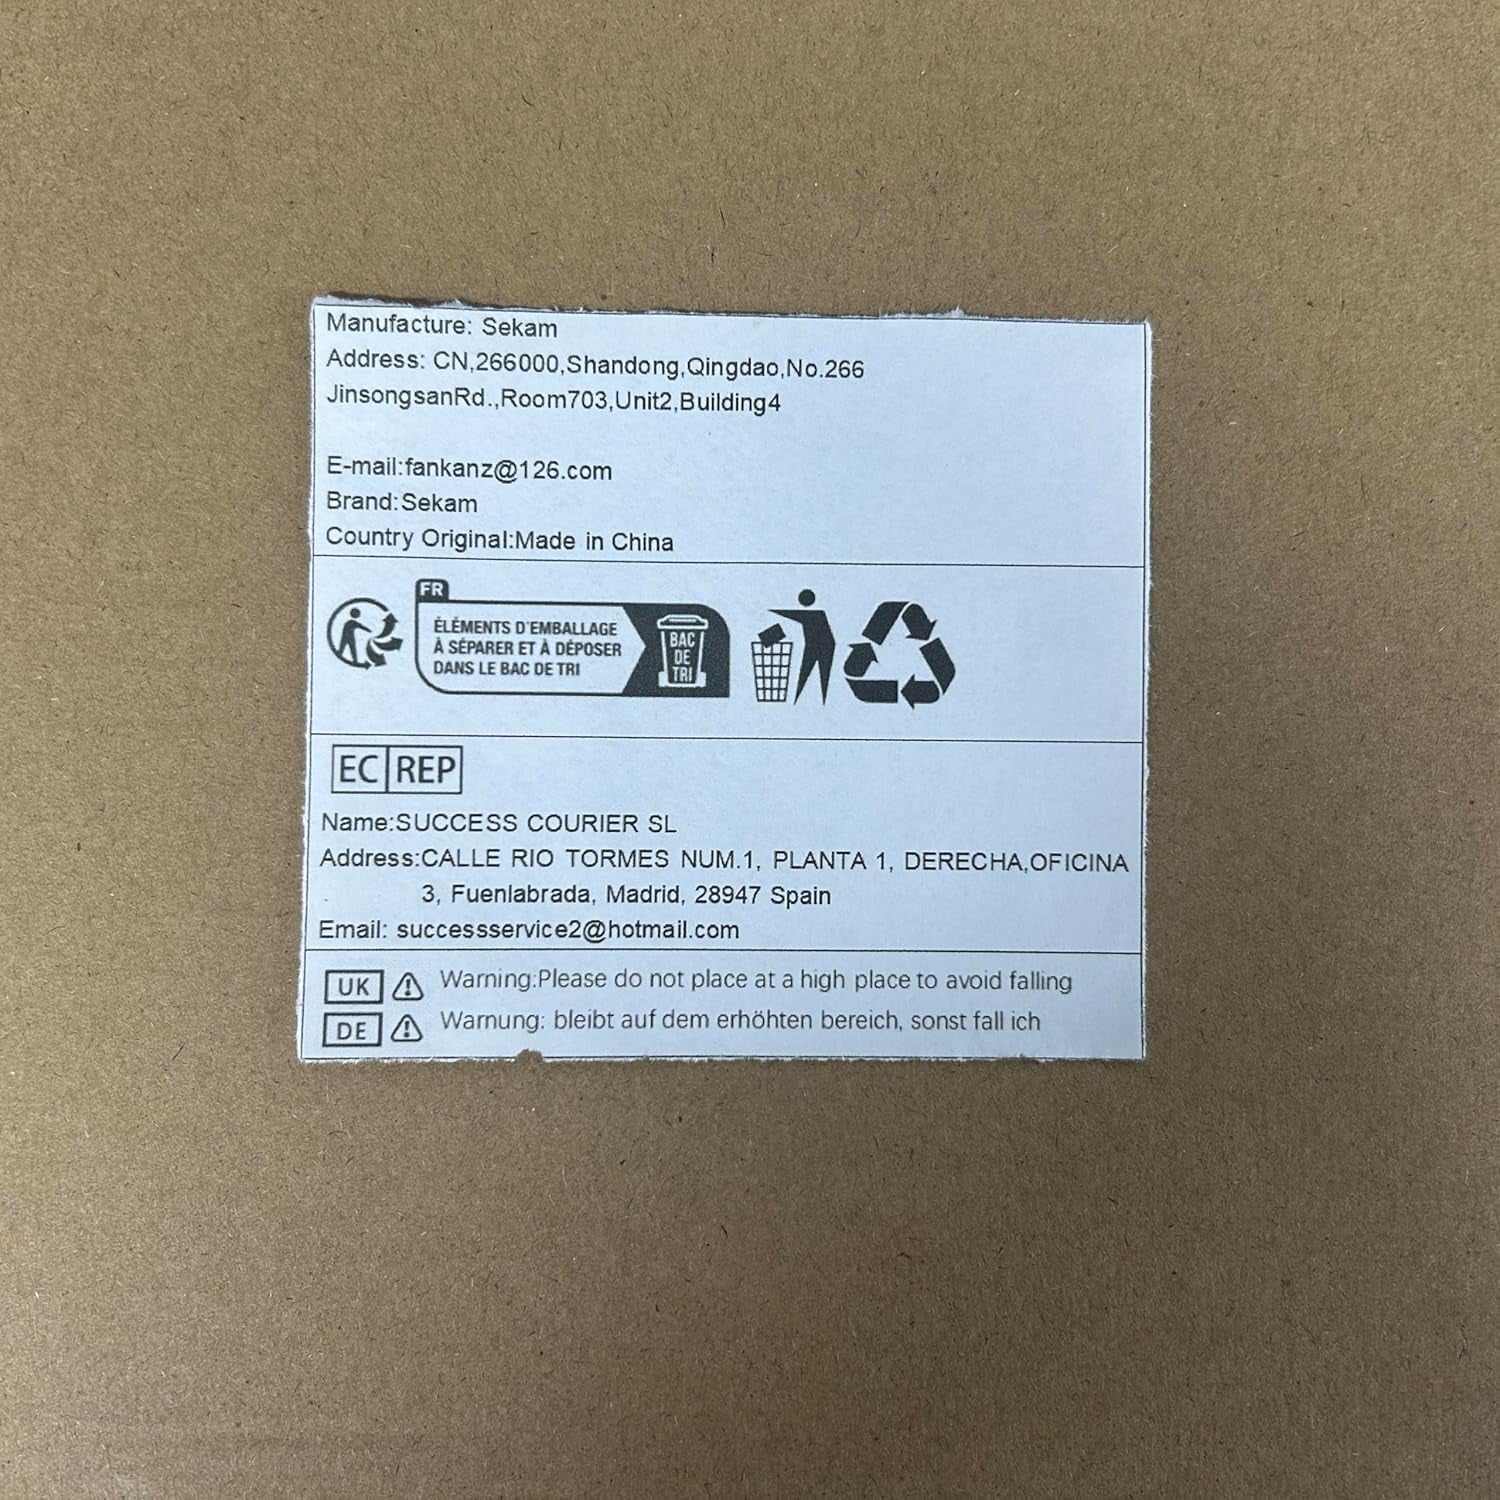 Manufacture: Sekam
Address: CN,266000,Shandong,Qingdao,No.266
JinsongsanRd.,Room703,Unit2,Building4
E-mail:fankanz@126.com
Brand:Sekam
Country Original:Made in China
FR
ÉLÉMENTS D'EMBALLAGE
À SÉPARER ET À DÉPOSER
DANS LE BAC DE TRI
BAC
DE
TRI
EC REP
Name:SUCCESS COURIER SL
Address:CALLE RIO TORMES NUM.1, PLANTA 1, DERECHA,OFICINA
3, Fuenlabrada, Madrid, 28947 Spain
Email: successservice2@hotmail.com
UK Warning:Please do not place at a high place to avoid falling
DE Warnung: bleibt auf dem erhöhten bereich, sonst fall ich